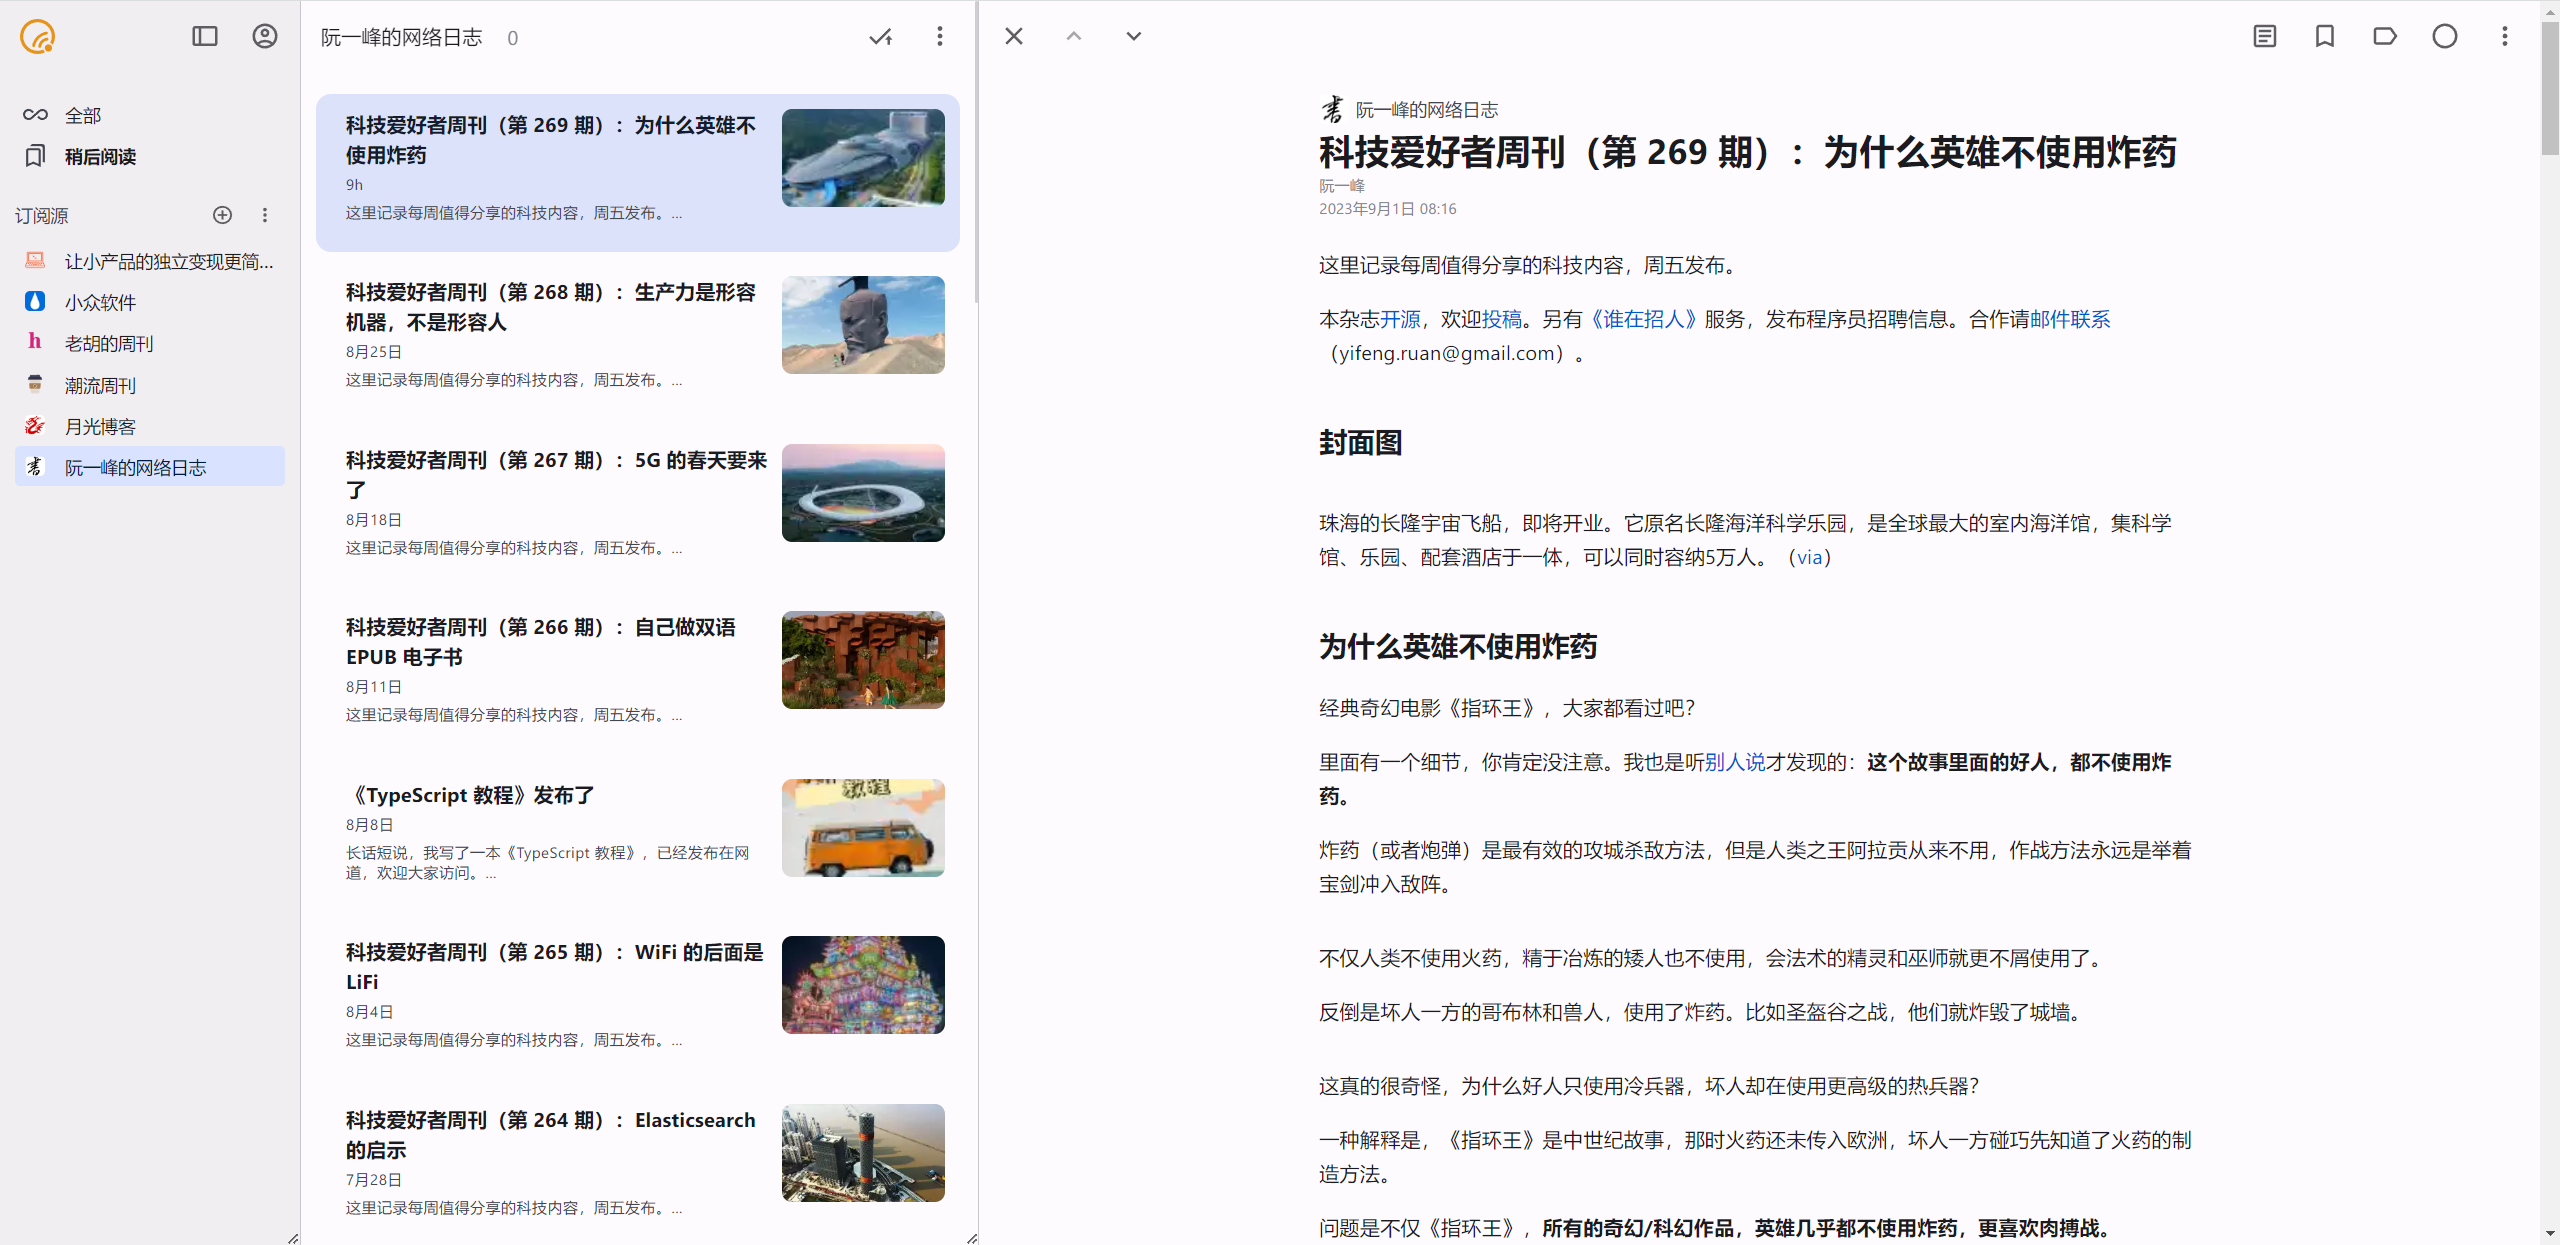 全部
稍后阅读
订阅源
让小产品的独立变现更简...
小众软件
老胡的周刊
潮流周刊
月光博客
阮一峰的网络日志
阮一峰的网络日志 0
科技爱好者周刊（第 269 期）：为什么英雄不
使用炸药
9h
这里记录每周值得分享的科技内容，周五发布。...
科技爱好者周刊（第 268 期）：生产力是形容
机器，不是形容人
8月25日
这里记录每周值得分享的科技内容，周五发布。...
科技爱好者周刊（第 267 期）：5G 的春天要来
了
8月18日
这里记录每周值得分享的科技内容，周五发布。...
科技爱好者周刊（第 266 期）：自己做双语
EPUB 电子书
8月11日
这里记录每周值得分享的科技内容，周五发布。...
《TypeScript 教程》发布了
8月8日
长话短说，我写了一本《TypeScript 教程》，已经发布在网
道，欢迎大家访问。...
教程
科技爱好者周刊（第 265 期）：WiFi 的后面是
LiFi
8月4日
这里记录每周值得分享的科技内容，周五发布。...
科技爱好者周刊（第 264 期）：Elasticsearch
的启示
7月28日
这里记录每周值得分享的科技内容，周五发布。...
阮一峰的网络日志
科技爱好者周刊（第 269 期）：为什么英雄不使用炸药
阮一峰
2023年9月1日 08:16
这里记录每周值得分享的科技内容，周五发布。
本杂志开源，欢迎投稿。另有《谁在招人》服务，发布程序员招聘信息。合作请邮件联系
（yifeng.ruan@gmail.com）。
封面图
珠海的长隆宇宙飞船，即将开业。它原名长隆海洋科学乐园，是全球最大的室内海洋馆，集科学
馆、乐园、配套酒店于一体，可以同时容纳5万人。（via）
为什么英雄不使用炸药
经典奇幻电影《指环王》，大家都看过吧？
里面有一个细节，你肯定没注意。我也是听别人说才发现的：这个故事里面的好人，都不使用炸
药。
炸药（或者炮弹）是最有效的攻城杀敌方法，但是人类之王阿拉贡从来不用，作战方法永远是举着
宝剑冲入敌阵。
不仅人类不使用火药，精于冶炼的矮人也不使用，会法术的精灵和巫师就更不屑使用了。
反倒是坏人一方的哥布林和兽人，使用了炸药。比如圣盔谷之战，他们就炸毁了城墙。
这真的很奇怪，为什么好人只使用冷兵器，坏人却在使用更高级的热兵器？
一种解释是，《指环王》是中世纪故事，那时火药还未传入欧洲，坏人一方碰巧先知道了火药的制
造方法。
问题是不仅《指环王》，所有的奇幻/科幻作品，英雄几乎都不使用炸药，更喜欢肉搏战。